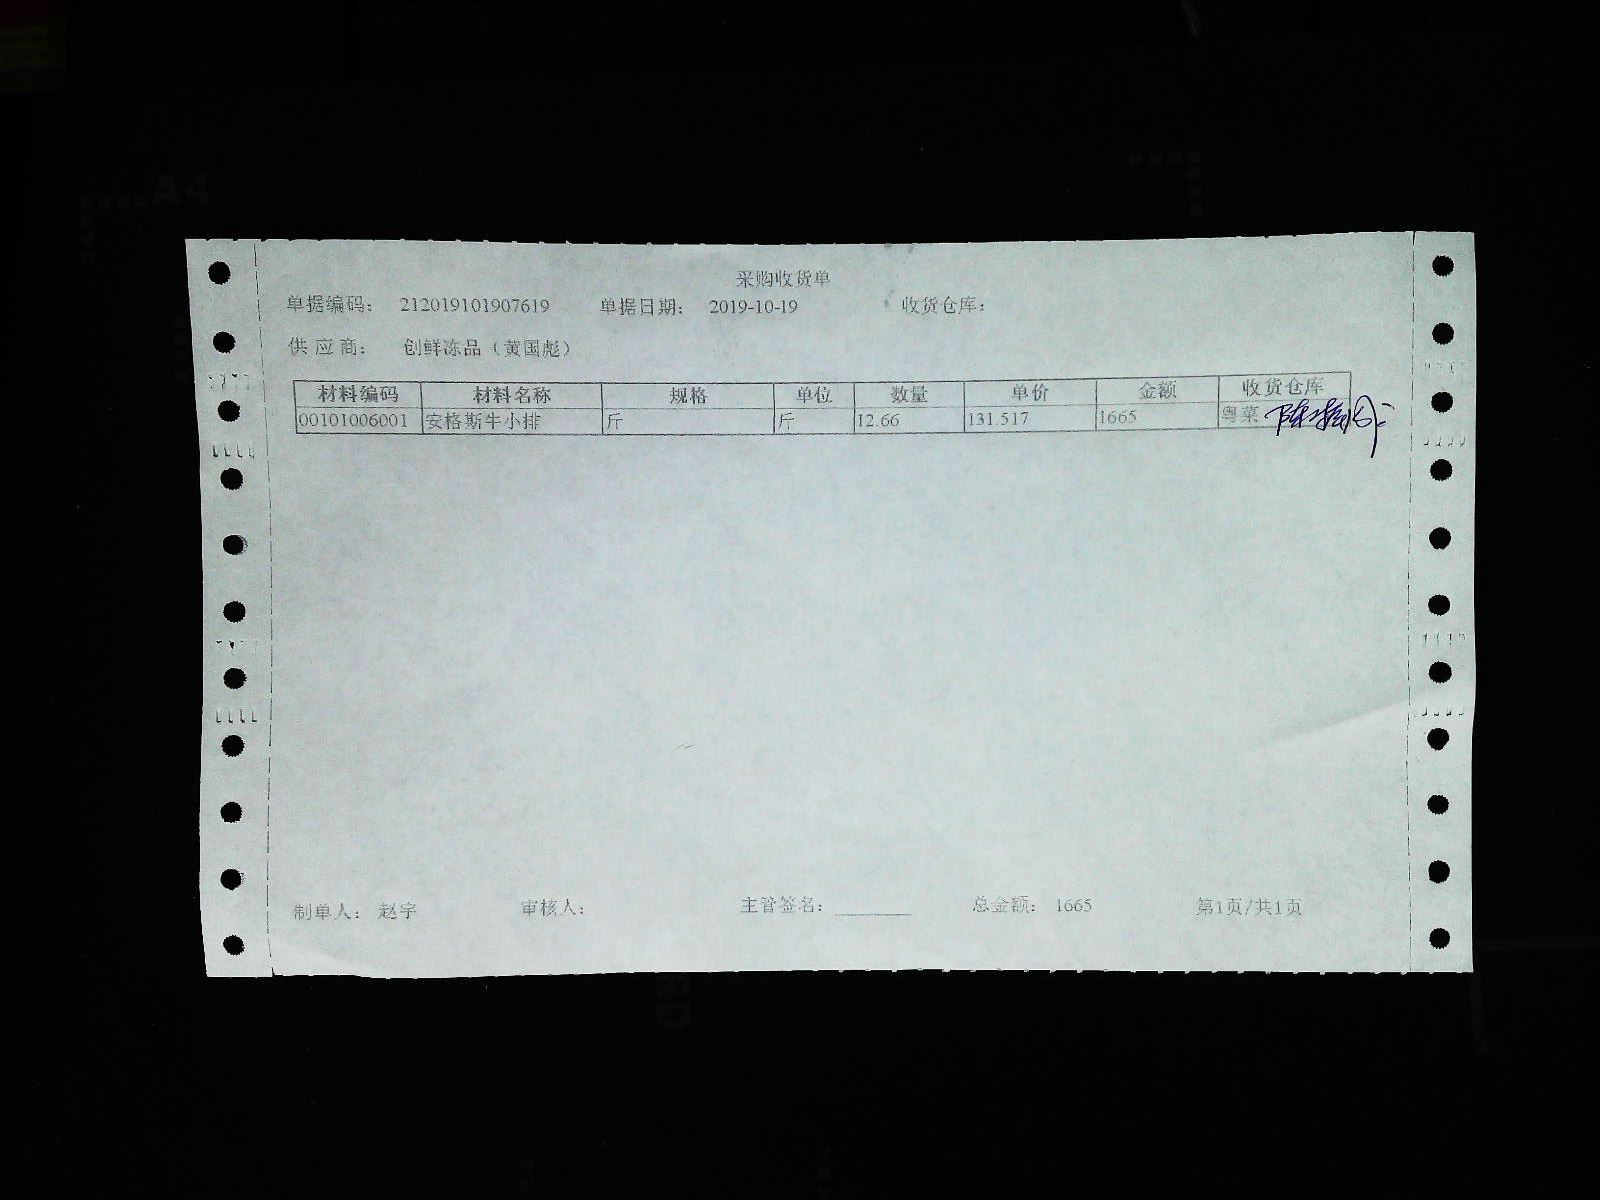 采购收货单
单据编码： 212019101907619 单据日期： 2019-10-19 收货仓库：
供 应 商： 创鲜冻品（黄国彪）
材料编码 材料名称 规格 单位 数量 单价 金额 收货仓库
00101006001 安格斯牛小排 斤 斤 12.66 131.517 1665 粤菜
制单人： 赵宇 审核人： 主管签名： 总金额： 1665 第1页/共1页
A4